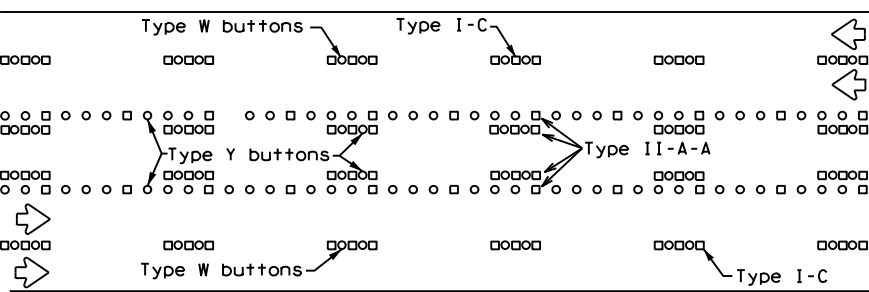 Type W buttons
Type I-C
Type Y buttons
Type II-A-A
Type W buttons
Type I-C